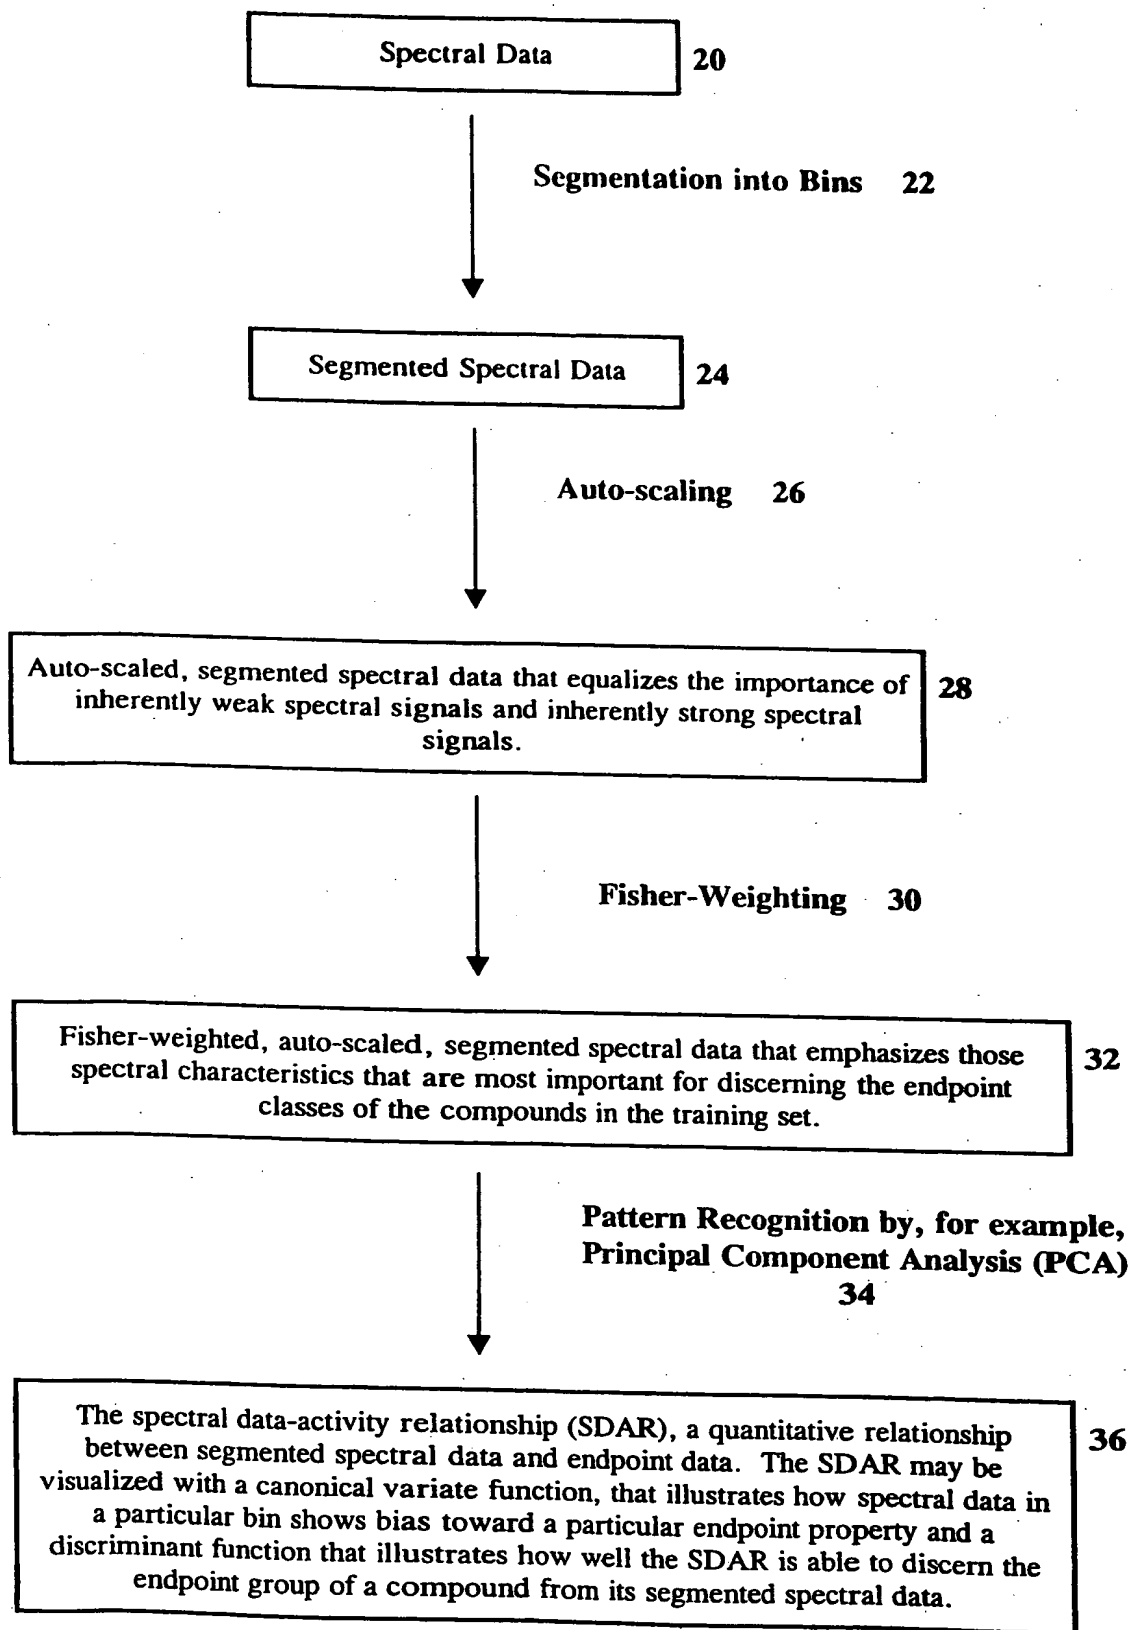 Spectral Data 20
Segmentation into Bins 22
Segmented Spectral Data 24
Auto-scaling 26
Auto-scaled, segmented spectral data that equalizes the importance of 28
inherently weak spectral signals and inherently strong spectral
signals.
Fisher-Weighting 30
Fisher-weighted, auto-scaled, segmented spectral data that emphasizes those 32
spectral characteristics that are most important for discerning the endpoint
classes of the compounds in the training set.
Pattern Recognition by, for example,
Principal Component Analysis (PCA)
34
The spectral data-activity relationship (SDAR), a quantitative relationship 36
between segmented spectral data and endpoint data. The SDAR may be
visualized with a canonical variate function, that illustrates how spectral data in
a particular bin shows bias toward a particular endpoint property and a
discriminant function that illustrates how well the SDAR is able to discern the
endpoint group of a compound from its segmented spectral data.